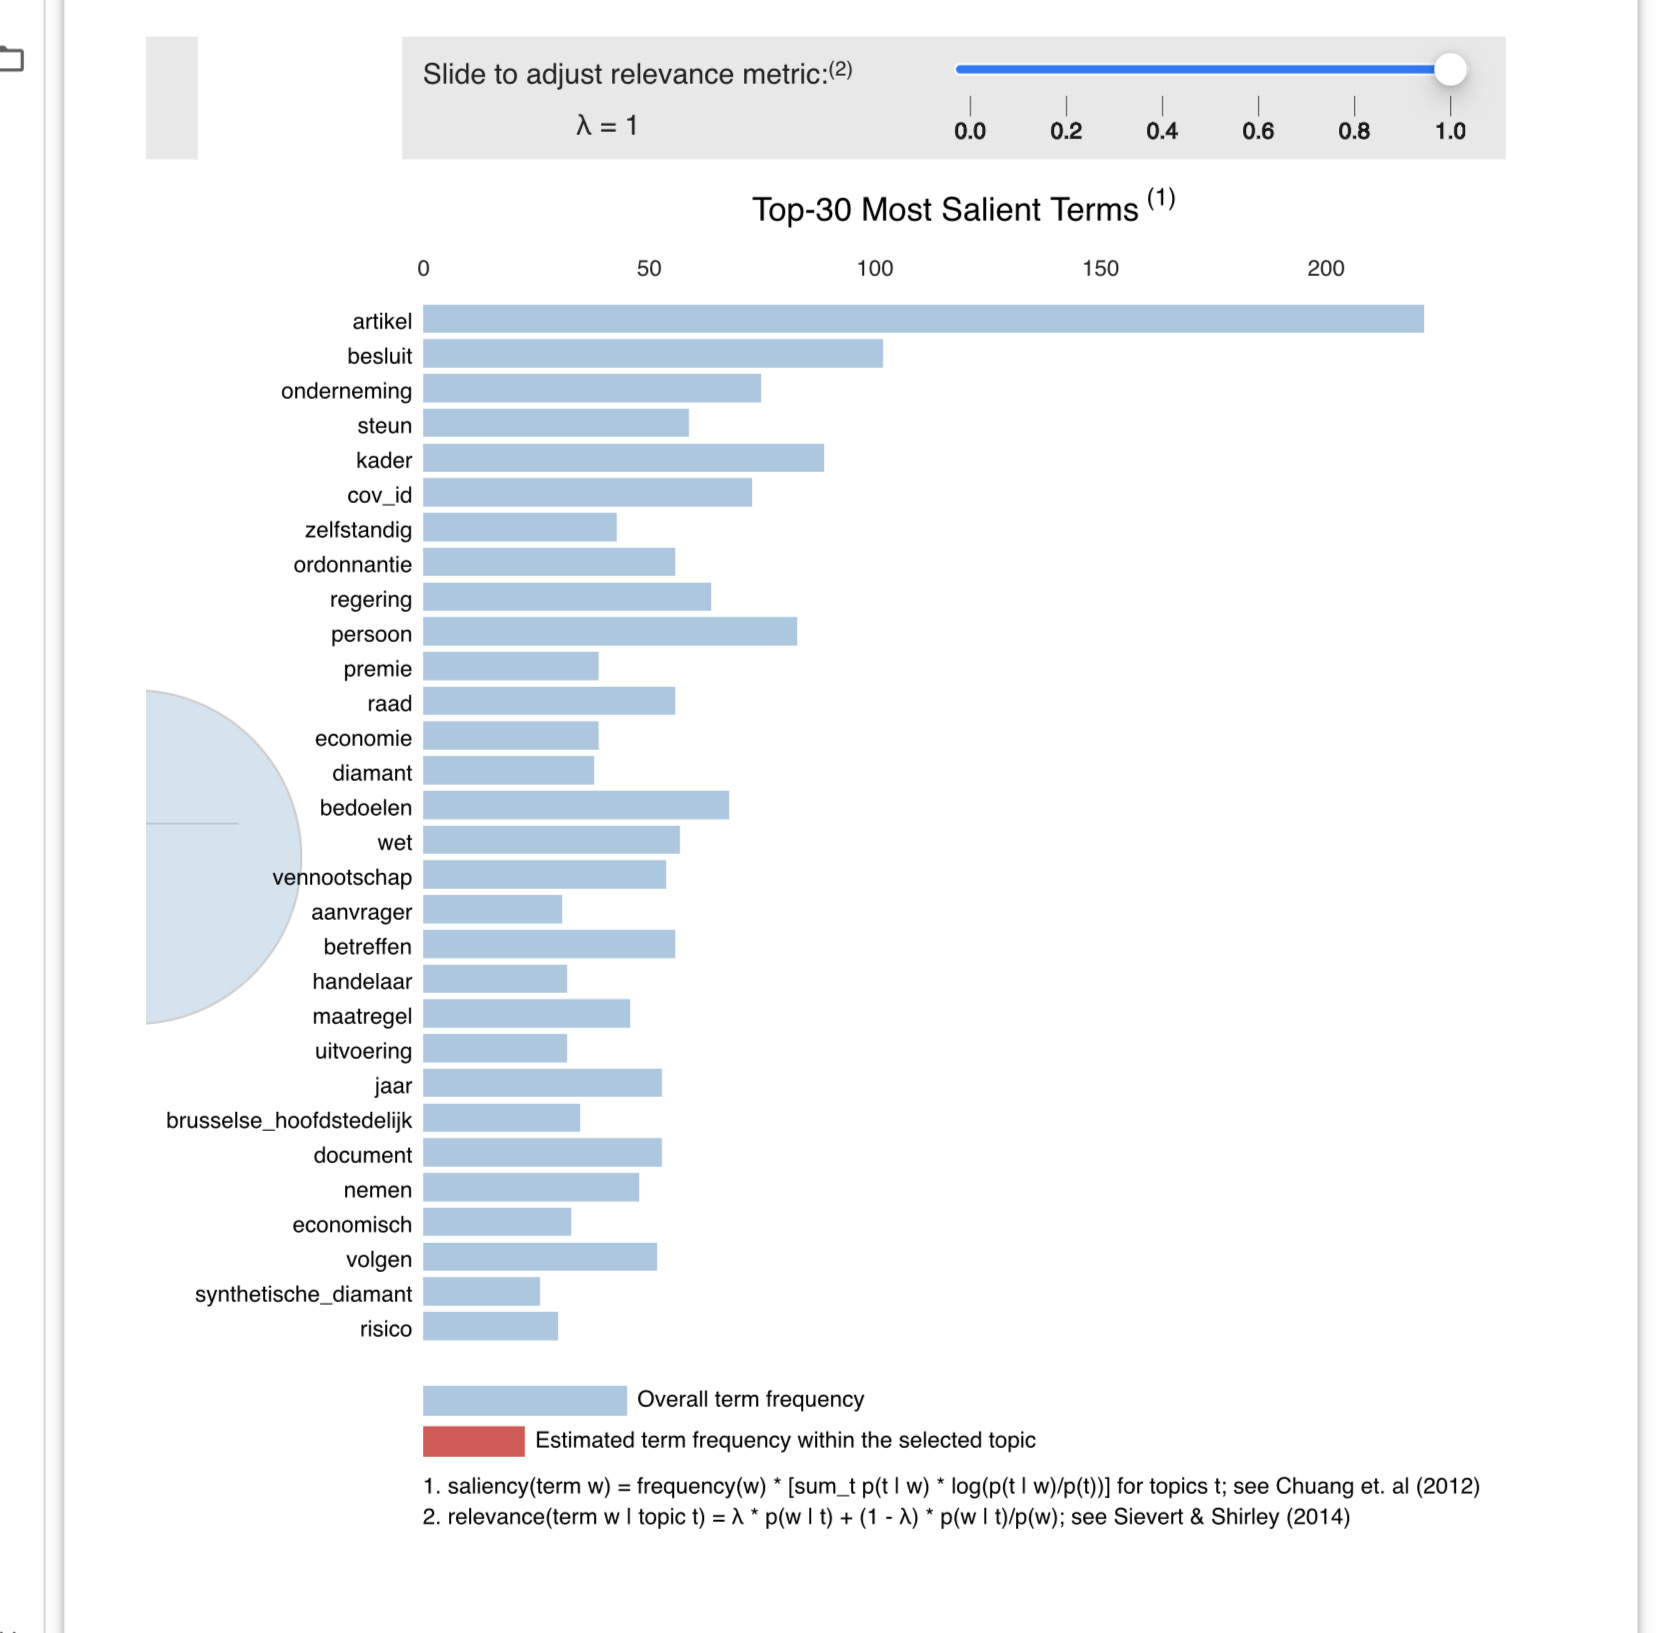 Slide to adjust relevance metric:(2)
λ = 1
0.0 0.2 0.4 0.6 0.8 1.0
Top-30 Most Salient Terms (1)
0 50 100 150 200
artikel
besluit
onderneming
steun
kader
cov_id
zelfstandig
ordonnantie
regering
persoon
premie
raad
economie
diamant
bedoelen
wet
vennootschap
aanvrager
betreffen
handelaar
maatregel
uitvoering
jaar
brusselse_hoofdstedelijk
document
nemen
economisch
volgen
synthetische_diamant
risico
Overall term frequency
Estimated term frequency within the selected topic
1. saliency(term w) = frequency(w) * [sum_t p(t | w) * log(p(t | w)/p(t))] for topics t; see Chuang et. al (2012)
2. relevance(term w | topic t) = λ * p(w | t) + (1 - λ) * p(w | t)/p(w); see Sievert & Shirley (2014)